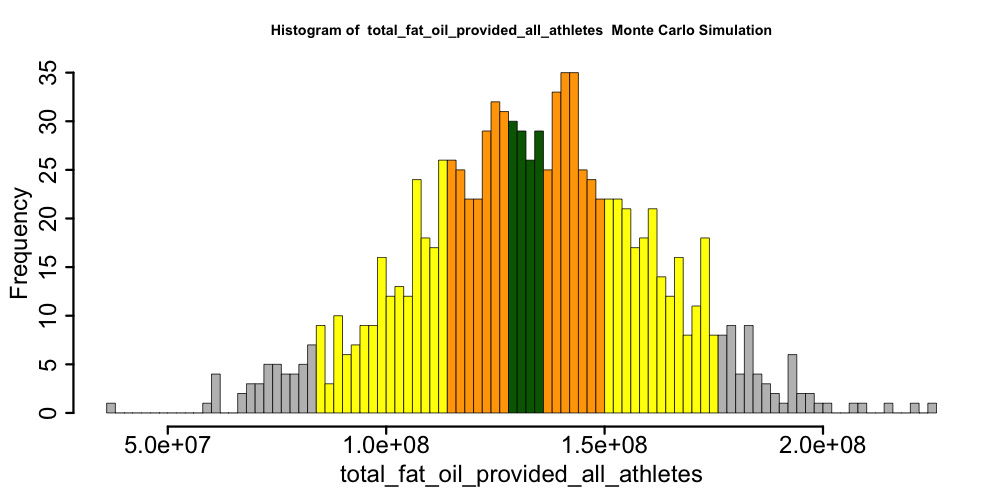 Histogram of  total_fat_oil_provided_all_athletes  Monte Carlo Simulation
Frequency
35
30
25
20
15
10
5
0
5.0e+07 1.0e+08 1.5e+08 2.0e+08
total_fat_oil_provided_all_athletes